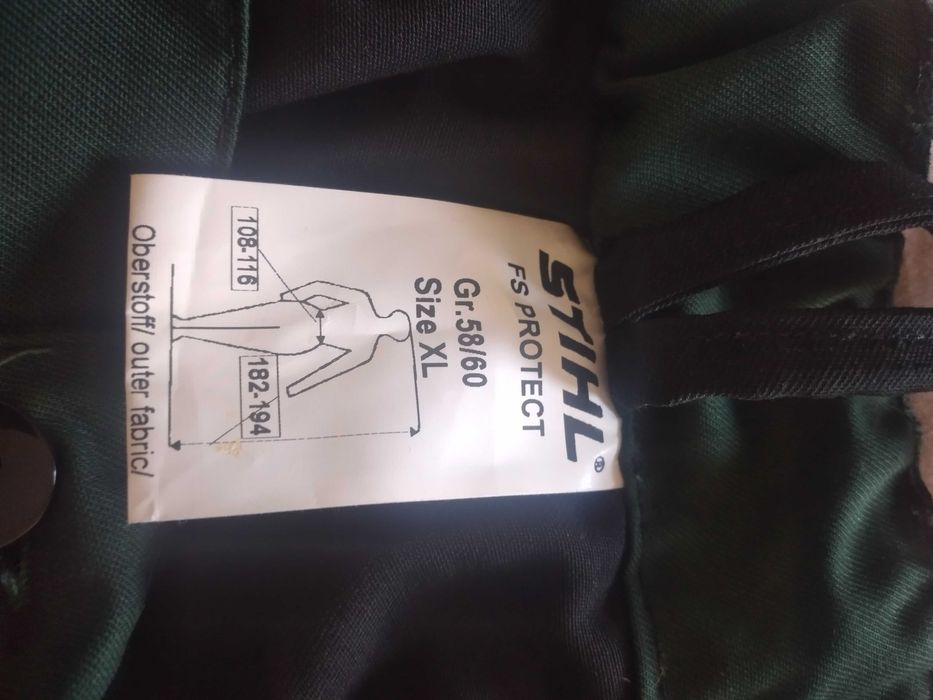 STIHL®
FS PROTECT
Gr.58/60
Size XL
108-116
182-194
Oberstoff/ outer fabric/